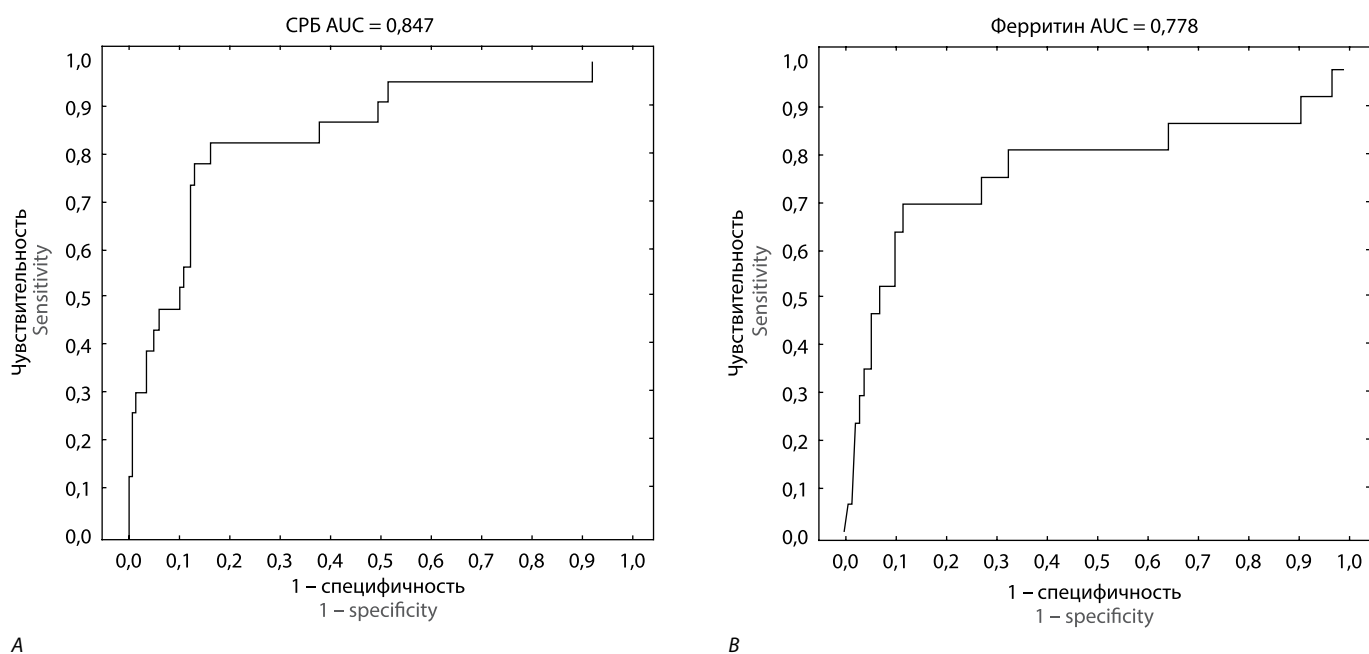 СРБ AUC = 0,847
1,0
0,9
0,8
0,7
0,6
0,5
0,4
0,3
0,2
0,1
0,0
Чувствительность
Sensitivity
0,0 0,1 0,2 0,3 0,4 0,5 0,6 0,7 0,8 0,9 1,0
1 – специфичность
1 – specificity
A
Ферритин AUC = 0,778
1,0
0,9
0,8
0,7
0,6
0,5
0,4
0,3
0,2
0,1
0,0
Чувствительность
Sensitivity
0,0 0,1 0,2 0,3 0,4 0,5 0,6 0,7 0,8 0,9 1,0
1 – специфичность
1 – specificity
B